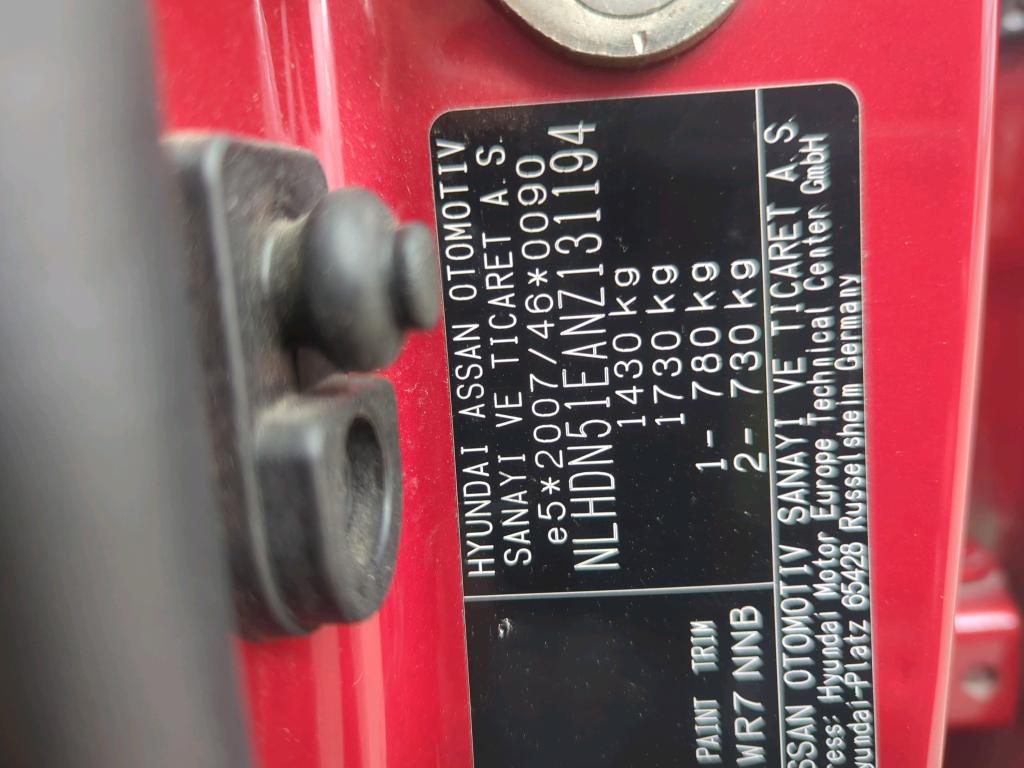 HYUNDAI ASSAN OTOMOTIV
SANAYI VE TICARET A.S.
e5*2007/46*0090
NLHDN51EANZ131194
1430 kg
1730 kg
1- 780 kg
2- 730 kg
PAINT TRIM
WR7 NNB
SSAN OTOMOTIV SANAYI VE TICARET A.S.
ress: Hyundai Motor Europe Technical Center GmbH
yundai-Platz 65428 Russelsheim Germany